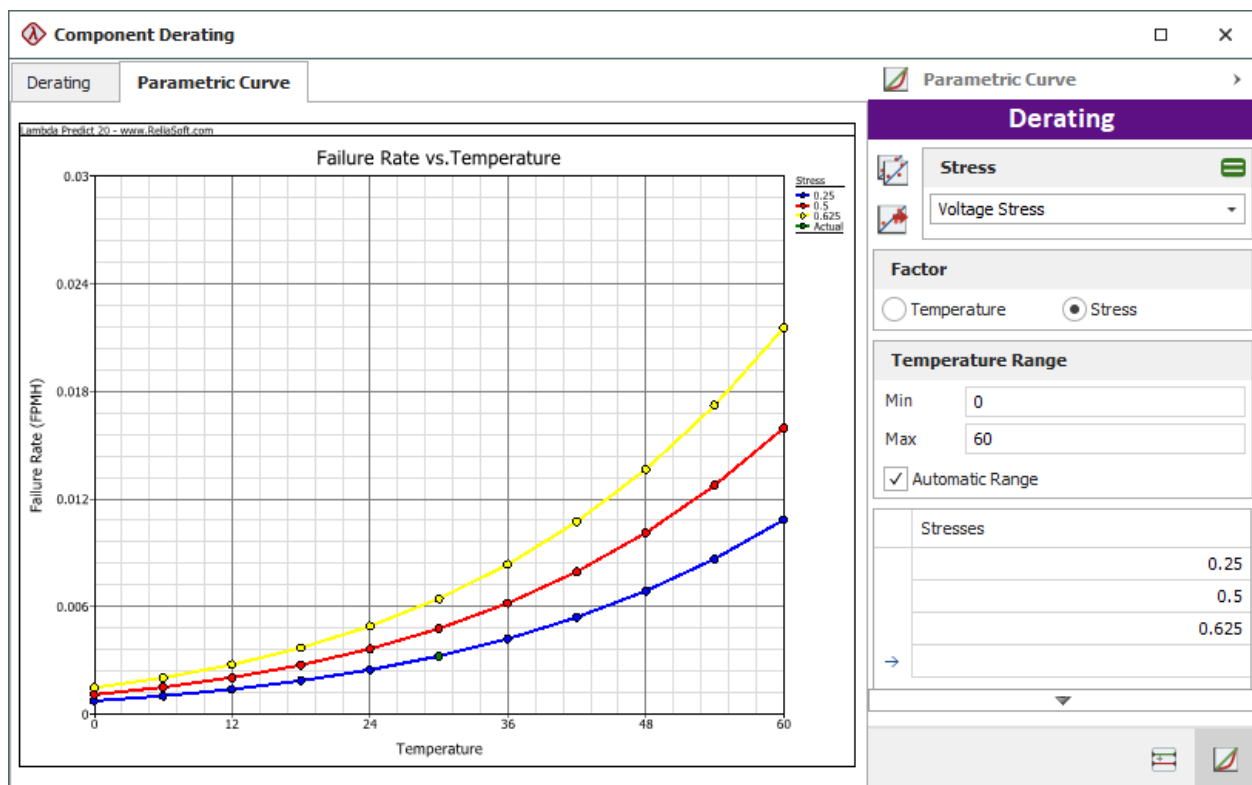 Component Derating
Derating
Parametric Curve
Lambda Predict 20 - www.ReliaSoft.com
Failure Rate vs.Temperature
0.03
0.024
0.018
0.012
0.006
0
Failure Rate (FPMH)
0
12
24
36
48
60
Temperature
Stress
0.25
0.5
0.625
Actual
Parametric Curve
Derating
Stress
Voltage Stress
Factor
Temperature
Stress
Temperature Range
Min
0
Max
60
Automatic Range
Stresses
0.25
0.5
0.625